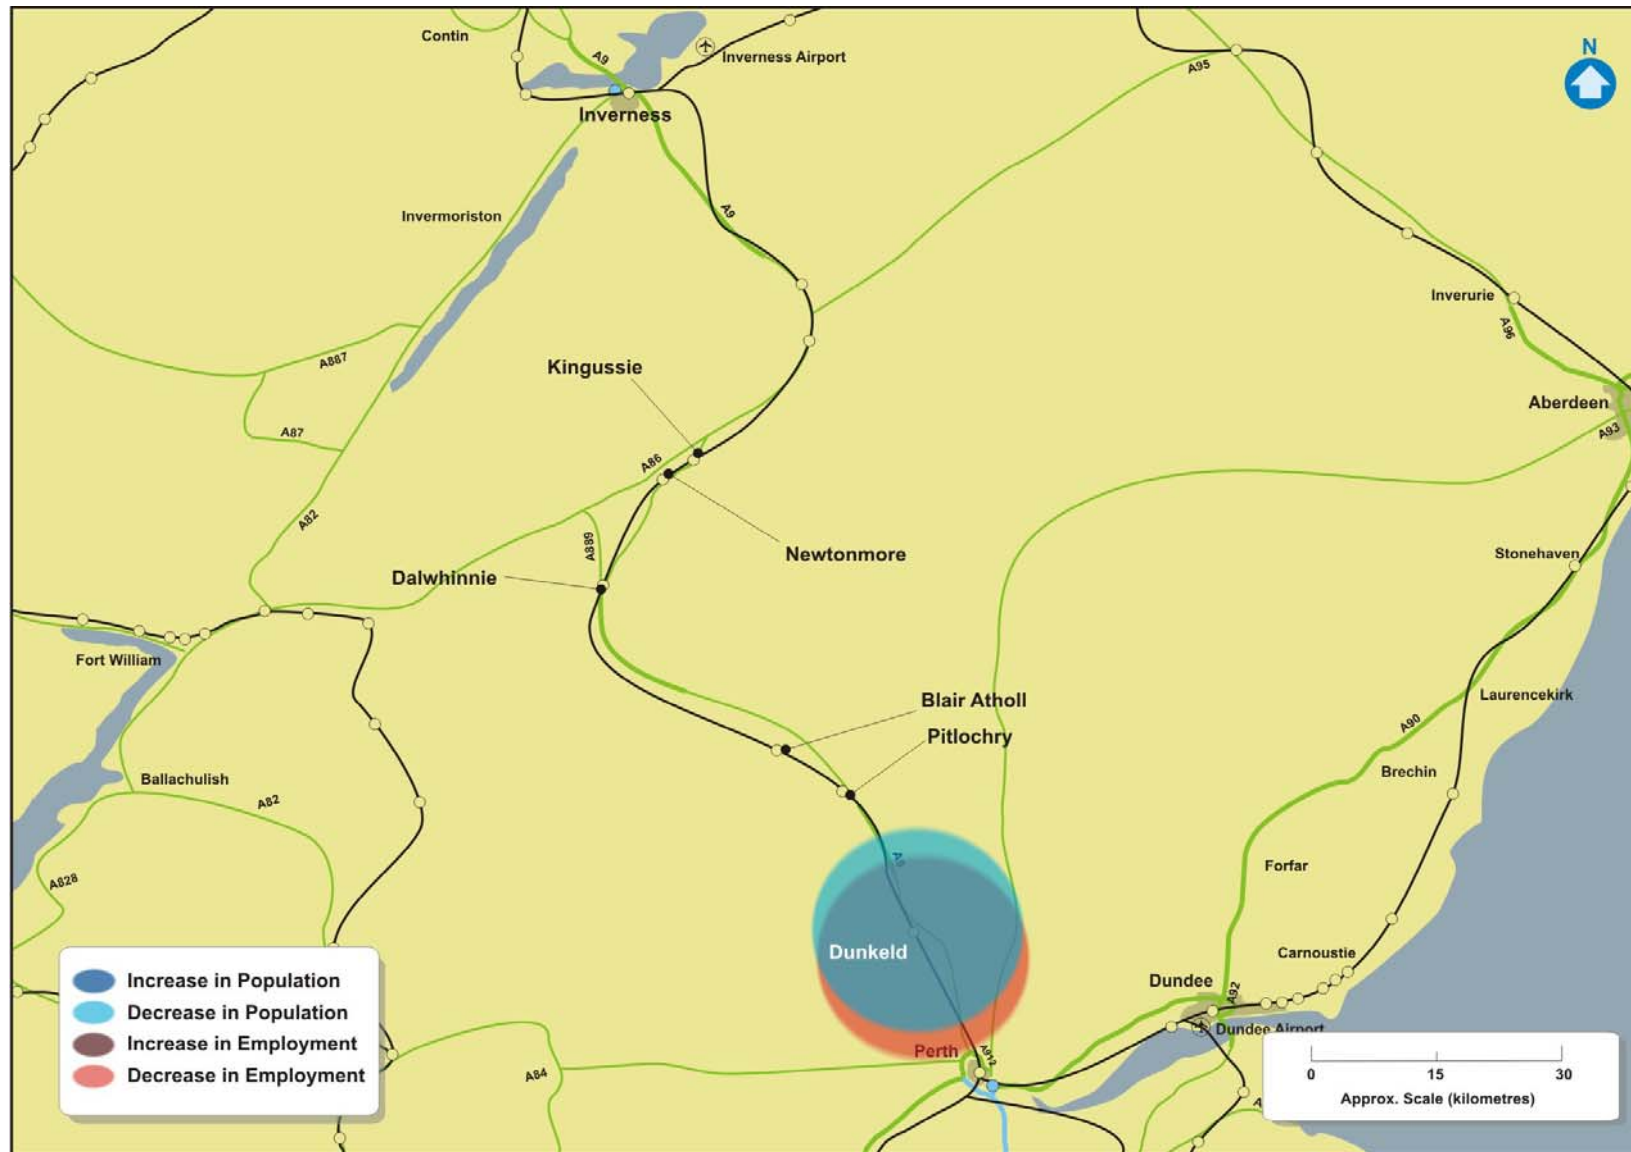 Contin
A9
Inverness Airport
A95
N
Inverness
Invermoriston
A9
Inverurie
A96
A887
Kingussie
Aberdeen
A87
A93
A86
A82
A889
Newtonmore
Stonehaven
Dalwhinnie
Fort William
Laurencekirk
Blair Atholl
A90
Pitlochry
Brechin
Ballachulish
A82
A9
Forfar
A828
Dunkeld
Carnoustie
Increase in Population
Dundee
A92
Decrease in Population
Dundee Airport
Increase in Employment
Perth
A912
Decrease in Employment
A84
0 15 30
Approx. Scale (kilometres)